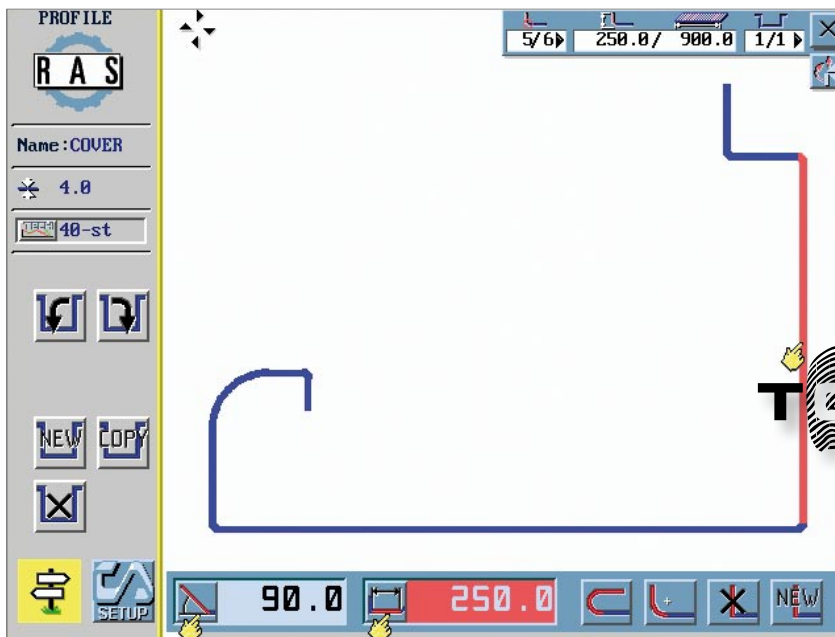 PROFILE
RAS
5/6
250.0/ 900.0
1/1
Name:COVER
4.0
40-st
NEW COPY
SETUP
90.0
250.0
NEW